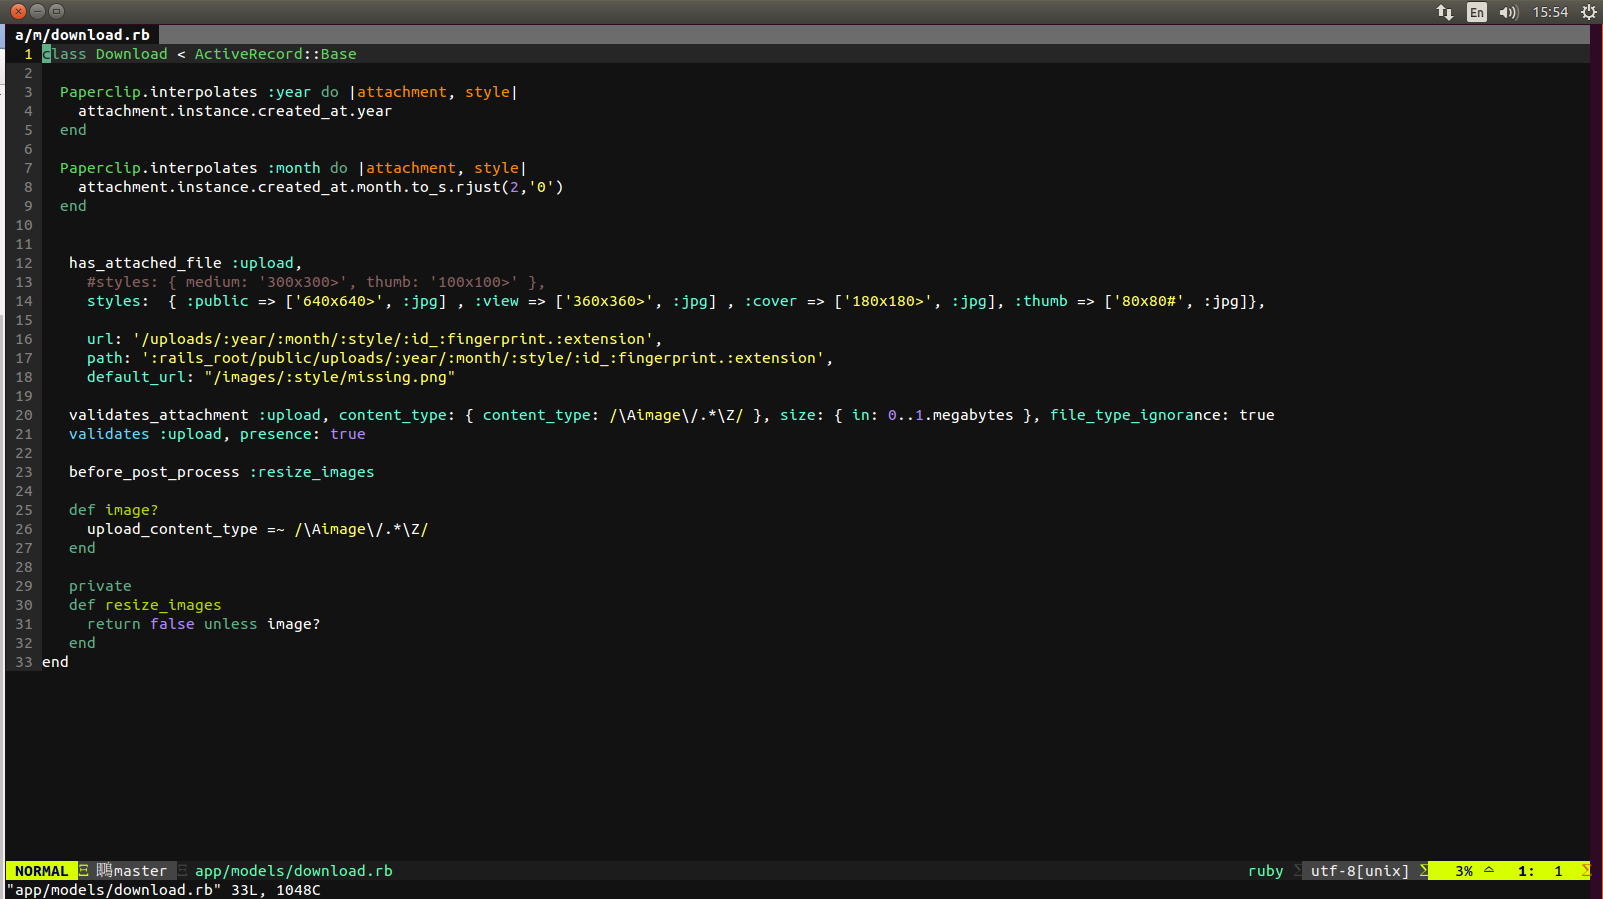 En 15:54
a/m/download.rb
1 class Download < ActiveRecord::Base
2
3   Paperclip.interpolates :year do |attachment, style|
4     attachment.instance.created_at.year
5   end
6
7   Paperclip.interpolates :month do |attachment, style|
8     attachment.instance.created_at.month.to_s.rjust(2,'0')
9   end
10
11
12    has_attached_file :upload,
13      #styles: { medium: '300x300>', thumb: '100x100>' },
14      styles:  { :public => ['640x640>', :jpg] , :view => ['360x360>', :jpg] , :cover => ['180x180>', :jpg], :thumb => ['80x80#', :jpg]},
15
16      url: '/uploads/:year/:month/:style/:id_:fingerprint.:extension',
17      path: ':rails_root/public/uploads/:year/:month/:style/:id_:fingerprint.:extension',
18      default_url: "/images/:style/missing.png"
19
20    validates_attachment :upload, content_type: { content_type: /\Aimage\/.*\Z/ }, size: { in: 0..1.megabytes }, file_type_ignorance: true
21    validates :upload, presence: true
22
23    before_post_process :resize_images
24
25    def image?
26      upload_content_type =~ /\Aimage\/.*\Z/
27    end
28
29    private
30    def resize_images
31      return false unless image?
32    end
33 end
NORMAL master app/models/download.rb ruby utf-8[unix] 3% 1: 1
"app/models/download.rb" 33L, 1048C